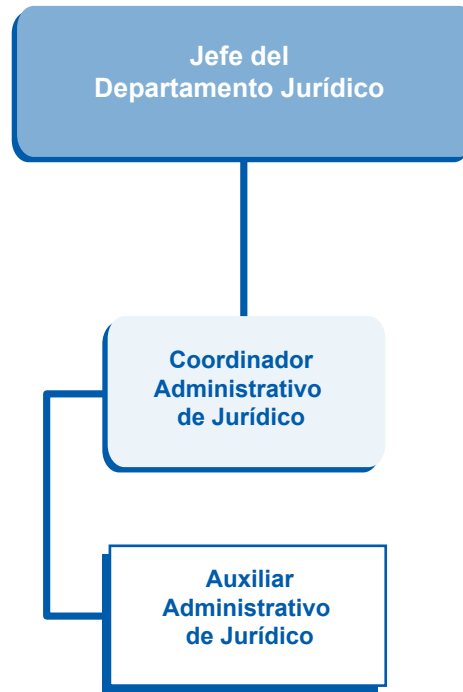 Jefe del
Departamento Jurídico
Coordinador
Administrativo
de Jurídico
Auxiliar
Administrativo
de Jurídico